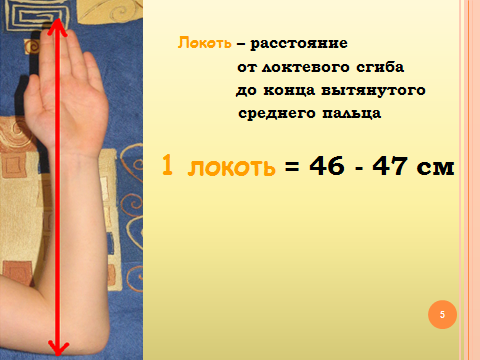 Локоть – расстояние
от локтевого сгиба
до конца вытянутого
среднего пальца
1 локоть = 46 - 47 см
5